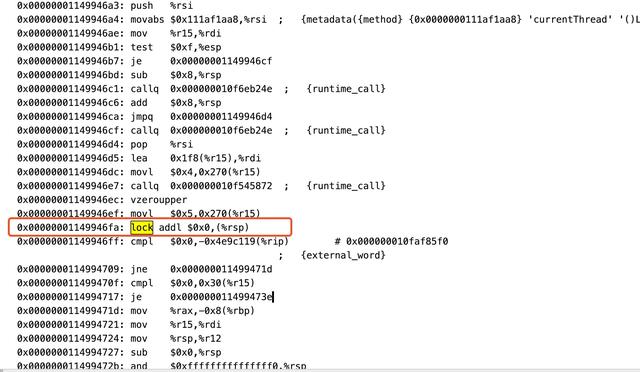 0x00000001149946a3: push   %rsi
0x00000001149946a4: movabs $0x111af1aa8,%rsi  ;   {metadata({method} {0x0000000111af1aa8} 'currentThread' '()L
0x00000001149946ae: mov    %r15,%rdi
0x00000001149946b1: test   $0xf,%esp
0x00000001149946b7: je     0x00000001149946cf
0x00000001149946bd: sub    $0x8,%rsp
0x00000001149946c1: callq  0x000000010f6eb24e  ;   {runtime_call}
0x00000001149946c6: add    $0x8,%rsp
0x00000001149946ca: jmpq   0x00000001149946d4
0x00000001149946cf: callq  0x000000010f6eb24e  ;   {runtime_call}
0x00000001149946d4: pop    %rsi
0x00000001149946d5: lea    0x1f8(%r15),%rdi
0x00000001149946dc: movl   $0x4,0x270(%r15)
0x00000001149946e7: callq  0x000000010f545872  ;   {runtime_call}
0x00000001149946ec: vzeroupper
0x00000001149946ef: movl   $0x5,0x270(%r15)
0x00000001149946fa: lock addl $0x0,(%rsp)
0x00000001149946ff: cmpl   $0x0,-0x4e9c119(%rip)        # 0x000000010faf85f0
;   {external_word}
0x0000000114994709: jne    0x000000011499471d
0x000000011499470f: cmpl   $0x0,0x30(%r15)
0x0000000114994717: je     0x000000011499473e
0x000000011499471d: mov    %rax,-0x8(%rbp)
0x0000000114994721: mov    %r15,%rdi
0x0000000114994724: mov    %rsp,%r12
0x0000000114994727: sub    $0x0,%rsp
0x000000011499472b: and    $0xfffffffffffffff0,%rsp